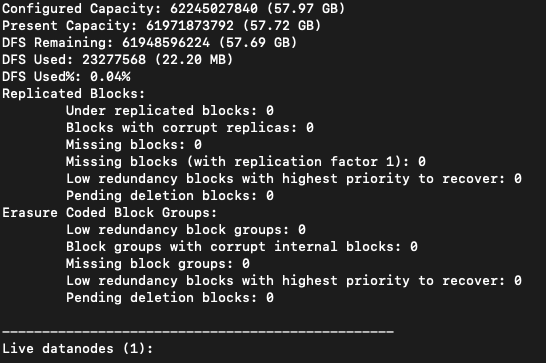 Configured Capacity: 62245027840 (57.97 GB)
Present Capacity: 61971873792 (57.72 GB)
DFS Remaining: 61948596224 (57.69 GB)
DFS Used: 23277568 (22.20 MB)
DFS Used%: 0.04%
Replicated Blocks:
	Under replicated blocks: 0
	Blocks with corrupt replicas: 0
	Missing blocks: 0
	Missing blocks (with replication factor 1): 0
	Low redundancy blocks with highest priority to recover: 0
	Pending deletion blocks: 0
Erasure Coded Block Groups:
	Low redundancy block groups: 0
	Block groups with corrupt internal blocks: 0
	Missing block groups: 0
	Low redundancy blocks with highest priority to recover: 0
	Pending deletion blocks: 0
-------------------------------------------------
Live datanodes (1):